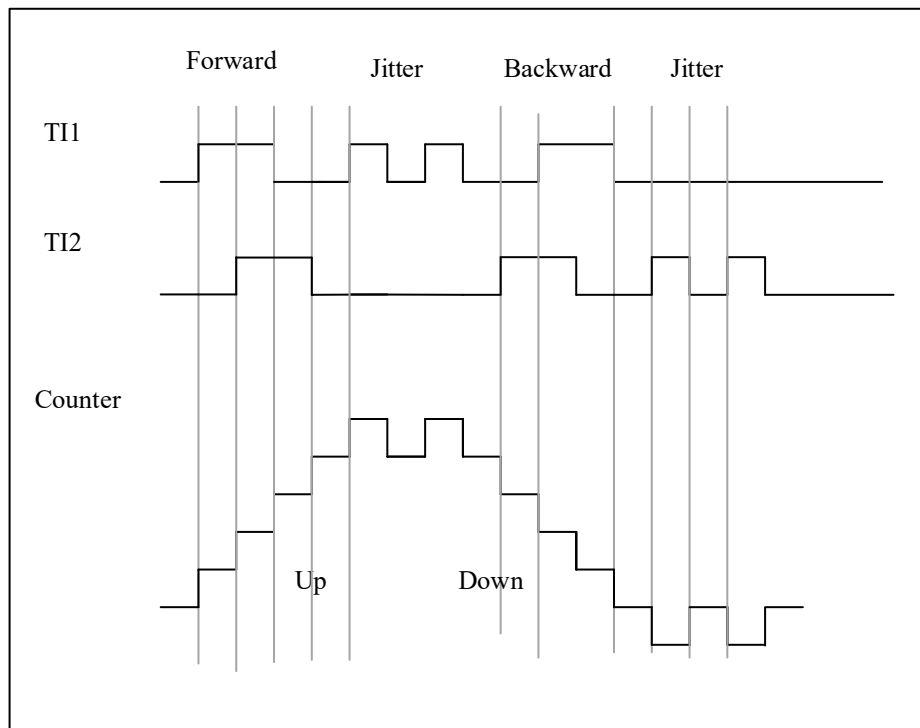 Forward
Jitter
Backward
Jitter
TI1
TI2
Counter
Up
Down